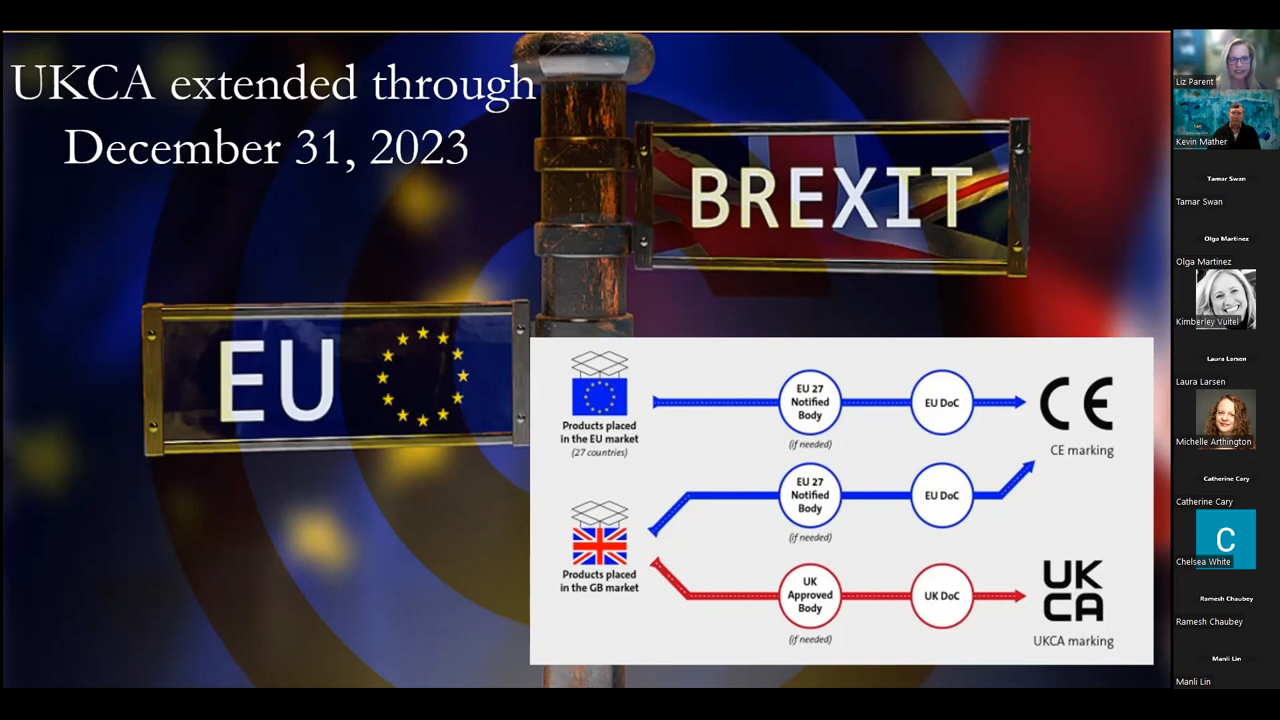 UKCA extended through
December 31, 2023
BREXIT
EU
Products placed
in the EU market
(27 countries)
EU 27
Notified
Body
(if needed)
EU DoC
CE
CE marking
Products placed
in the GB market
EU 27
Notified
Body
(if needed)
EU DoC
UK
Approved
Body
(if needed)
UK DoC
UK
CA
UKCA marking
Liz Parent
Kevin Mather
Tamar Swan
Tamar Swan
Olga Martinez
Olga Martinez
Kimberley Vuitel
Laura Larsen
Laura Larsen
Michelle Arthington
Catherine Cary
Catherine Cary
C
Chelsea White
Ramesh Chaubey
Ramesh Chaubey
Manli Lin
Manli Lin